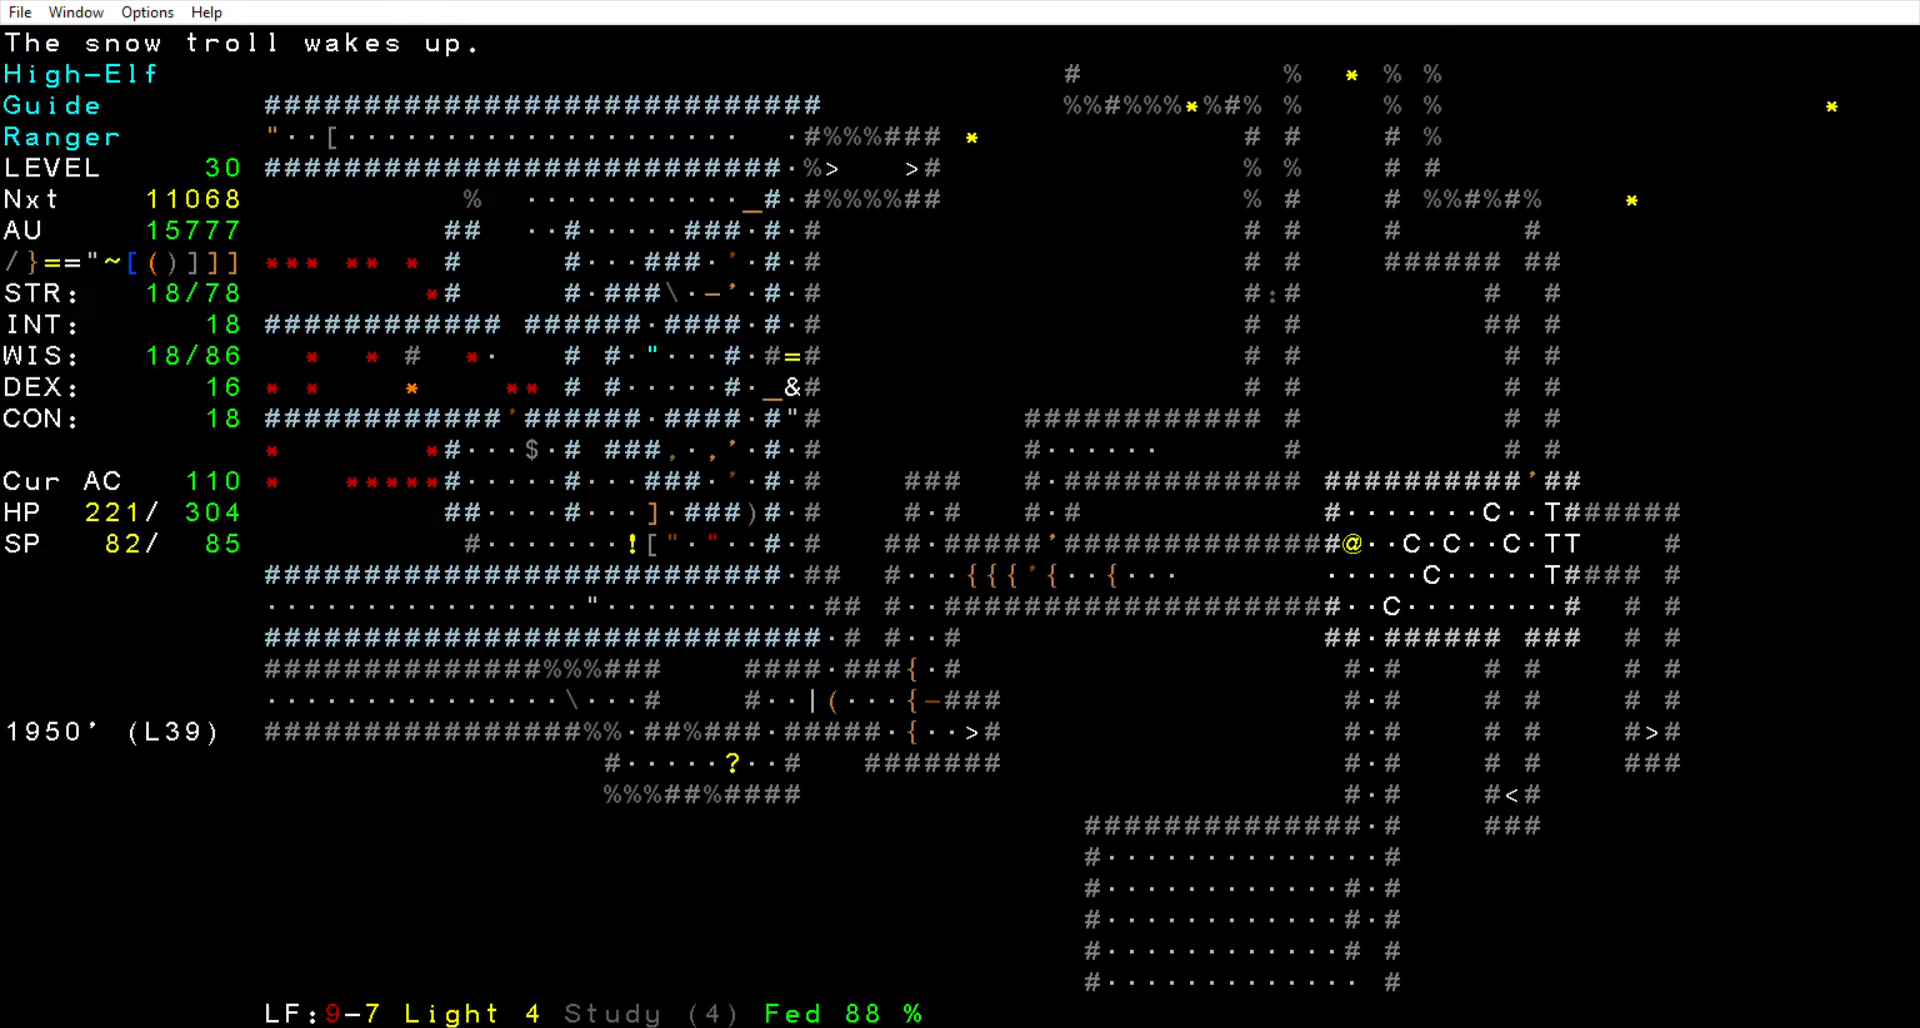 File Window Options Help
The snow troll wakes up.
High-Elf
Guide
Ranger
LEVEL 30
Nxt 11068
AU 15777
/}=="~[()]]]
STR: 18/78
INT: 18
WIS: 18/86
DEX: 16
CON: 18
Cur AC 110
HP 221/ 304
SP 82/ 85
1950' (L39)
LF:9-7 Light 4 Study (4) Fed 88 %